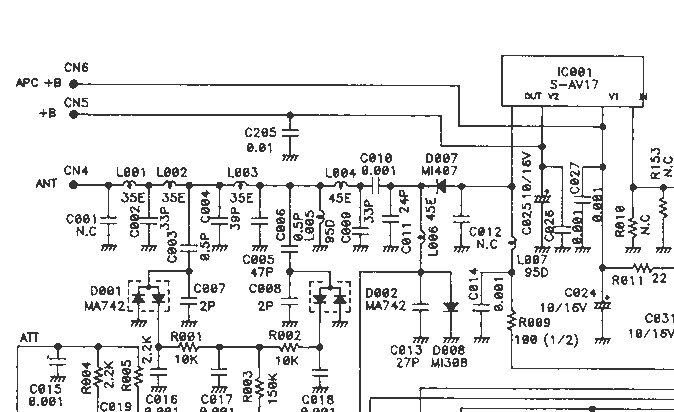 CN6
APC +B
CN5
+B
IC001
S-AV17
OUT V2
V1
IN
C205
0.01
CN4
ANT
L001
35E
L002
35E
L003
35E
L004
45E
C010
0.001
D007
MI407
C025 10/16V
C027
0.001
R153
N.C
C001
N.C
C002
33P
C003
0.5P
C004
39P
C005
47P
C006
0.5P
L005
95D
C009
33P
C011 24P
L006 45E
C012
N.C
C026
0.001
R010
N.C
L007
95D
R011 22
D001
MA742
C007
2P
C008
2P
D002
MA742
C014
0.001
C024
10/16V
R009
100 (1/2)
C031
10/16V
C013
27P
D008
MI308
ATT
R001
10K
R002
10K
2.2K
C015
0.001
R004
2.2K
R005
C016
0.001
C017
0.001
R003
150K
C018
0.001
C019